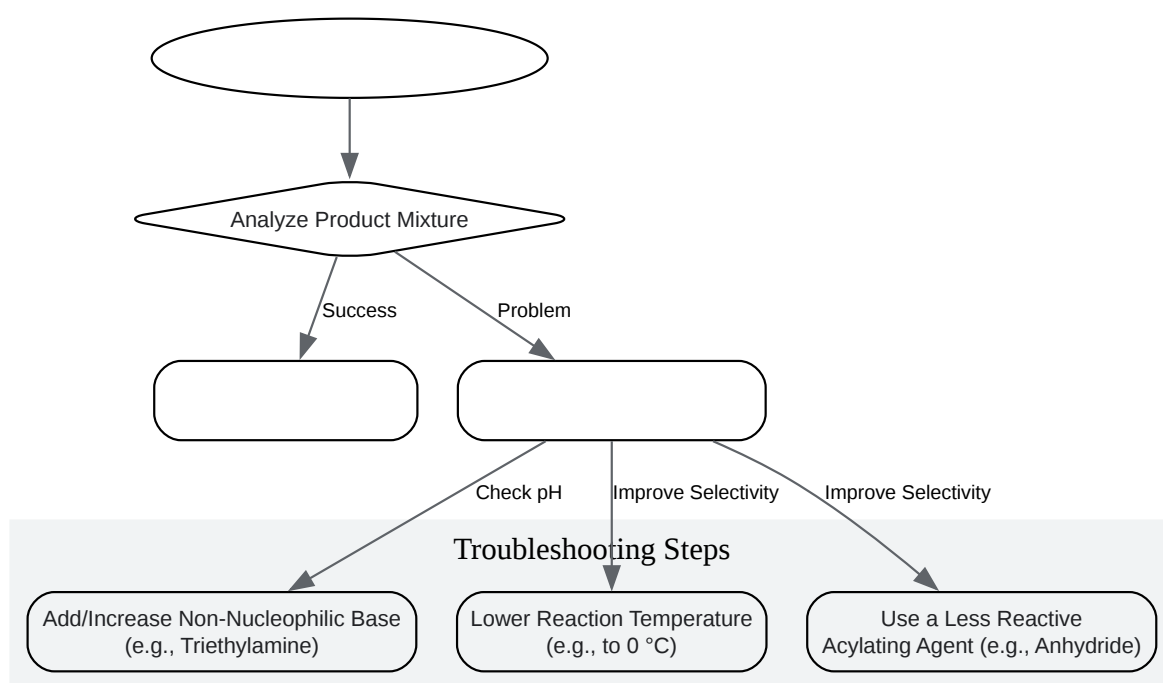 Analyze Product Mixture
Success
Problem
Check pH
Improve Selectivity
Improve Selectivity
Troubleshooting Steps
Add/Increase Non-Nucleophilic Base
(e.g., Triethylamine)
Lower Reaction Temperature
(e.g., to 0 °C)
Use a Less Reactive
Acylating Agent (e.g., Anhydride)